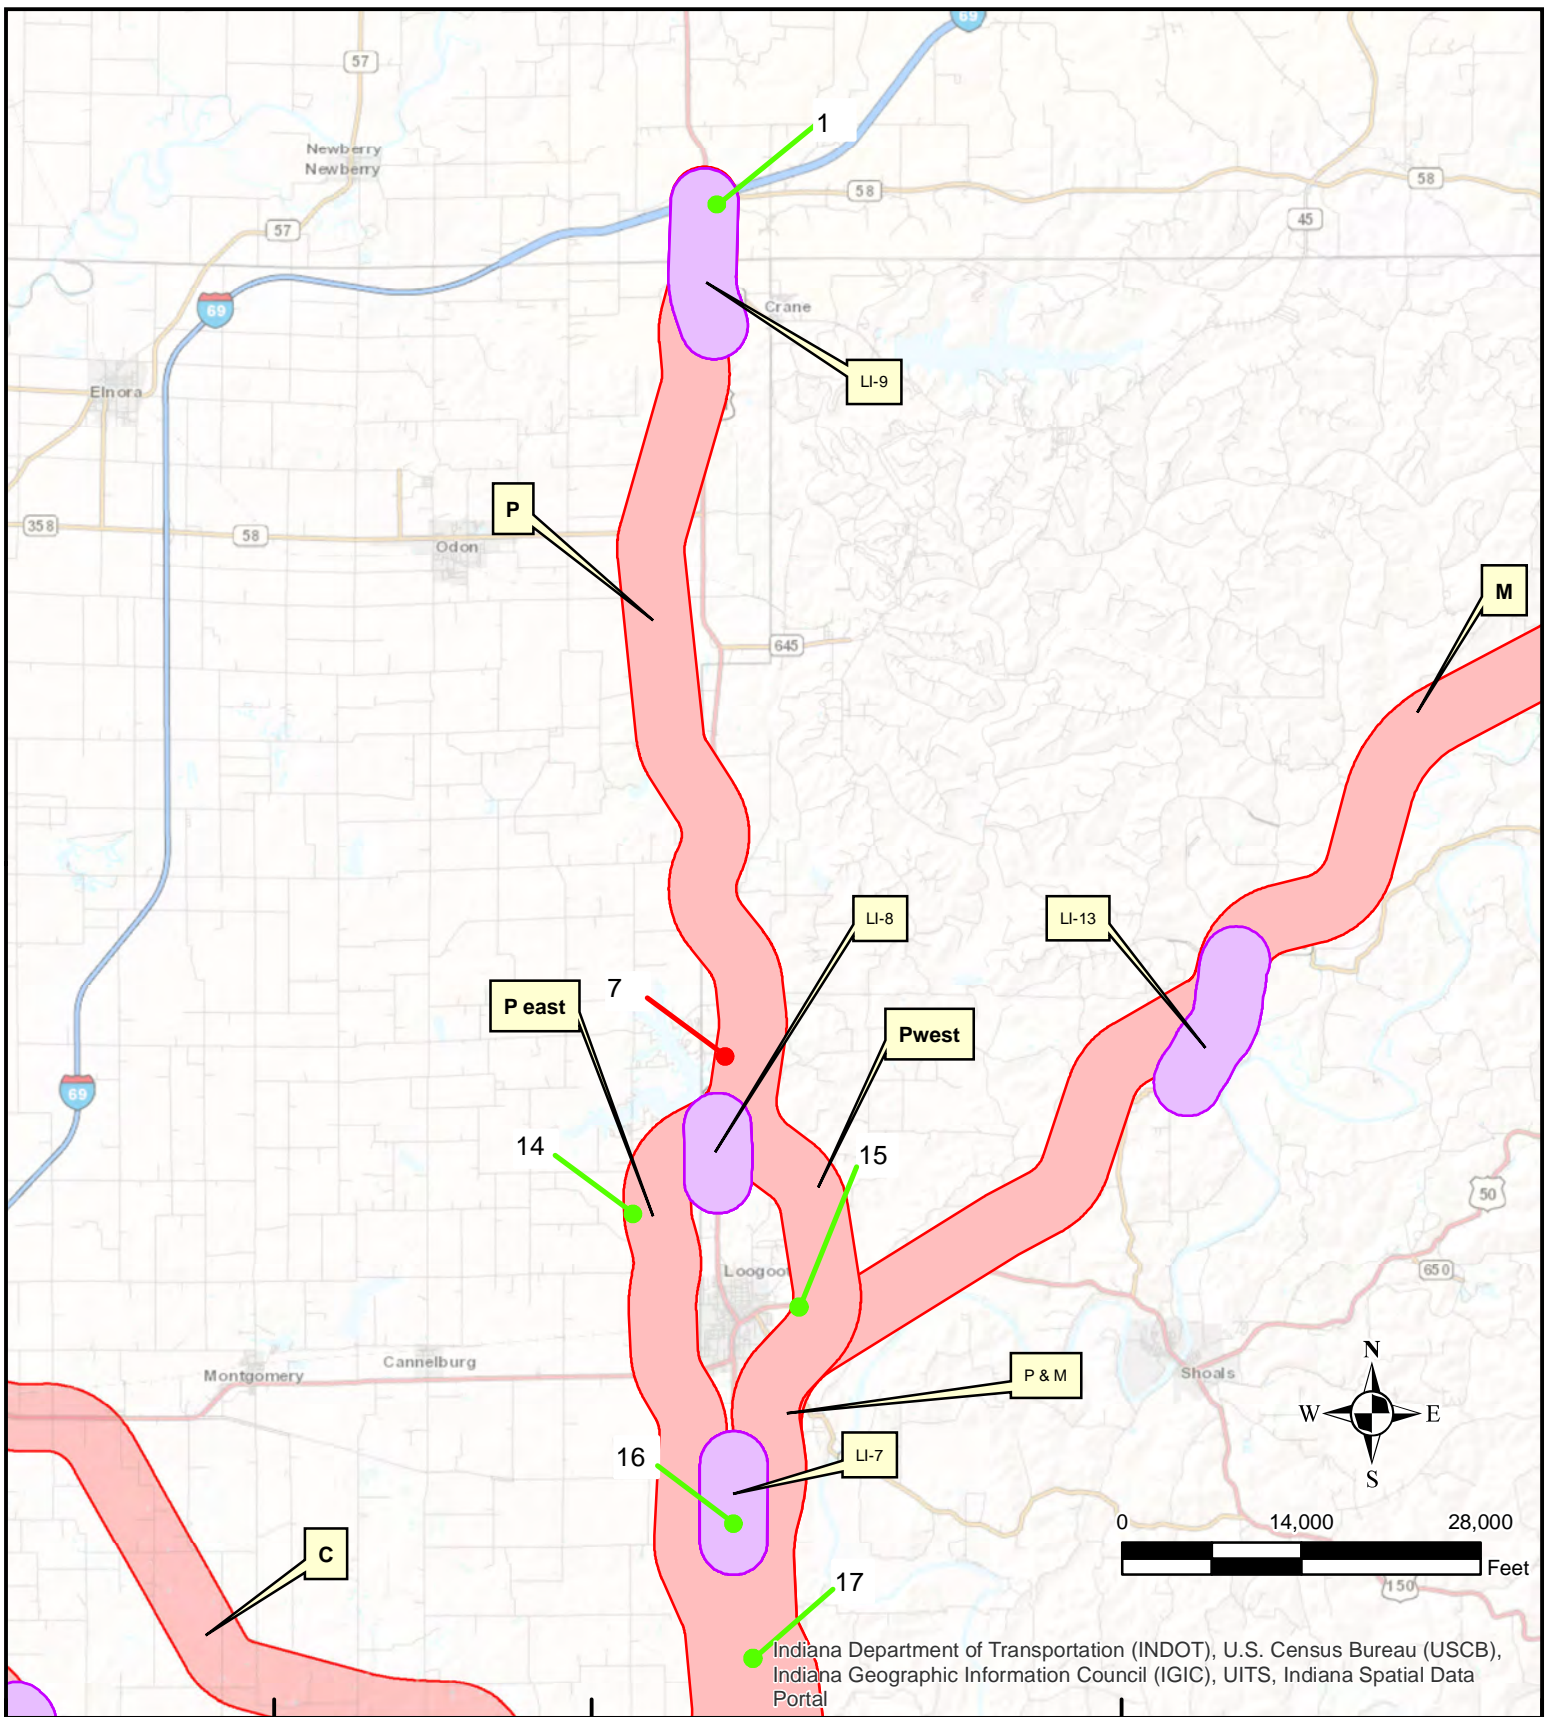 69
57
1
Newberry
Newberry
58
58
45
57
69
Crane
LI-9
Elnora
P
358
58
Odon
M
645
LI-8
LI-13
7
P east
Pwest
69
14
15
50
Loogoot
650
Montgomery
Cannelburg
Shoals
P & M
N
W
E
S
16
LI-7
0
14,000
28,000
Feet
C
17
150
Indiana Department of Transportation (INDOT), U.S. Census Bureau (USCB),
Indiana Geographic Information Council (IGIC), UITS, Indiana Spatial Data
Portal